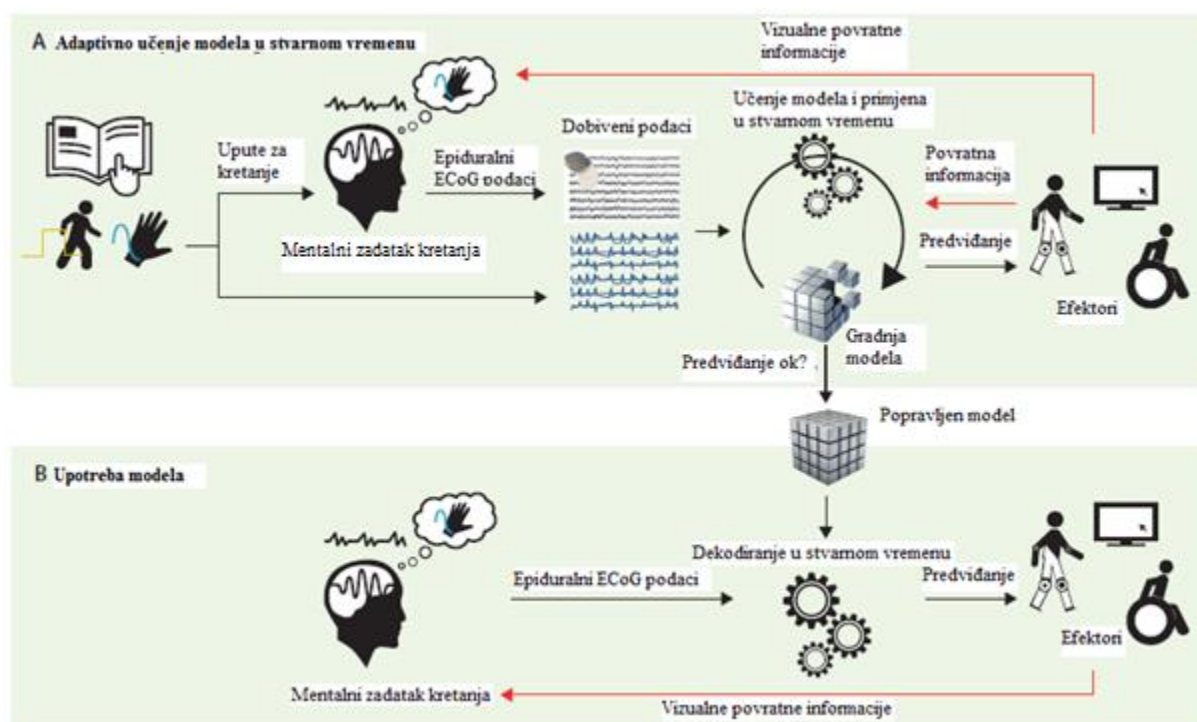 A Adaptivno učenje modela u stvarnom vremenu
Vizualne povratne
informacije
Učenje modela i primjena
u stvarnom vremenu
Dobiveni podaci
Upute za
kretanje
Epiduralni
ECoG podaci
Povratna
informacija
Mentalni zadatak kretanja
Predviđanje
Efektori
Gradnja
modela
Predviđanje ok?
Popravljen model
B Upotreba modela
Dekodiranje u stvarnom vremenu
Epiduralni ECoG podaci
Predviđanje
Efektori
Mentalni zadatak kretanja
Vizualne povratne informacije